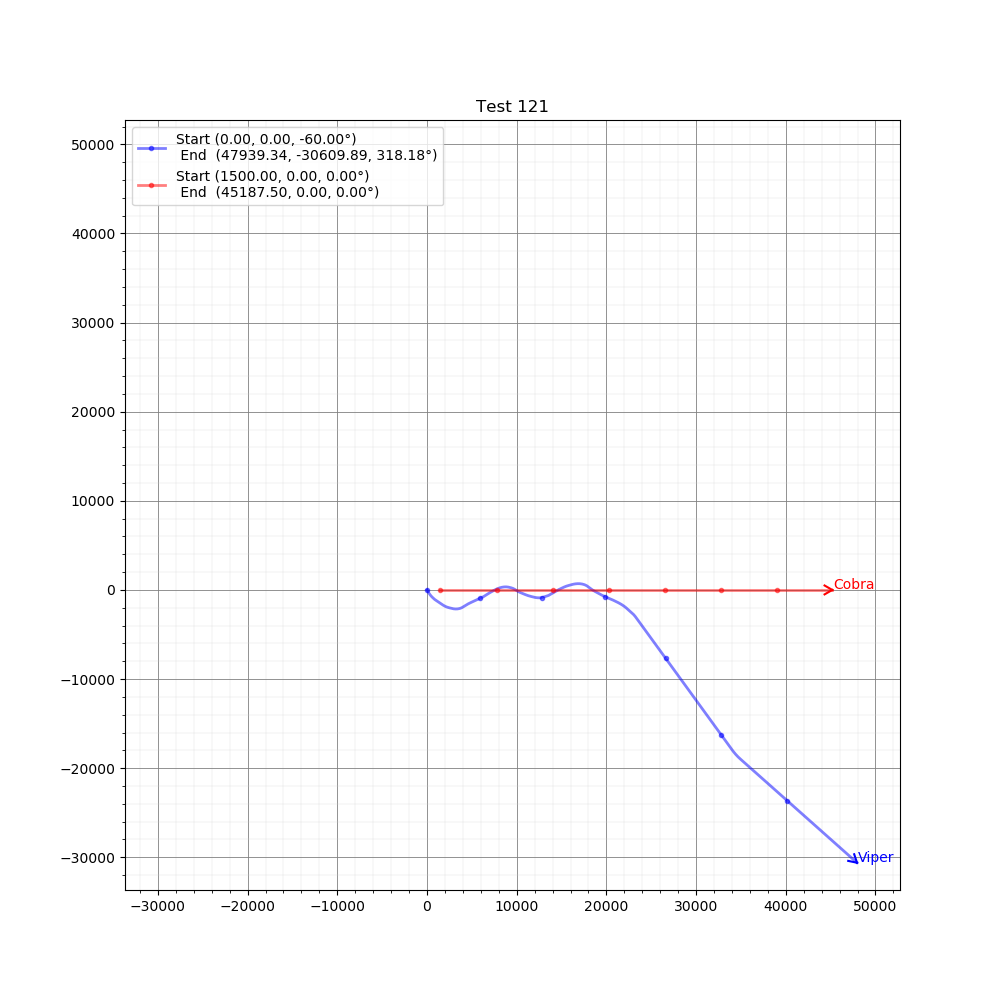 Test 121
Start (0.00, 0.00, -60.00°)
End  (47939.34, -30609.89, 318.18°)
Start (1500.00, 0.00, 0.00°)
End  (45187.50, 0.00, 0.00°)
50000
40000
30000
20000
10000
0
−10000
−20000
−30000
Cobra
Viper
−30000 −20000 −10000 0 10000 20000 30000 40000 50000